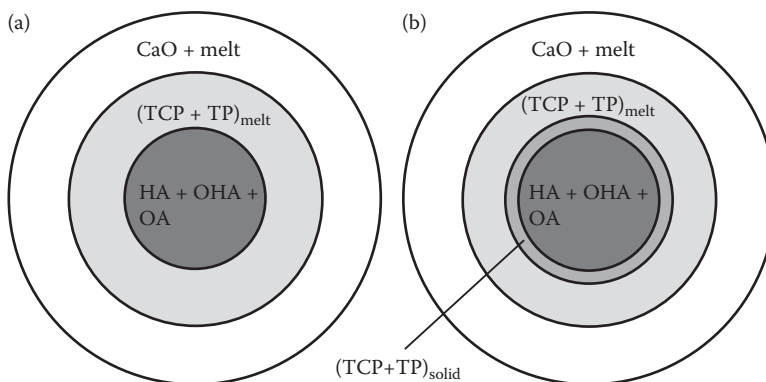 (a)
CaO + melt
(TCP + TP)melt
HA + OHA +
OA
(b)
CaO + melt
(TCP + TP)melt
HA + OHA +
OA
(TCP+TP)solid